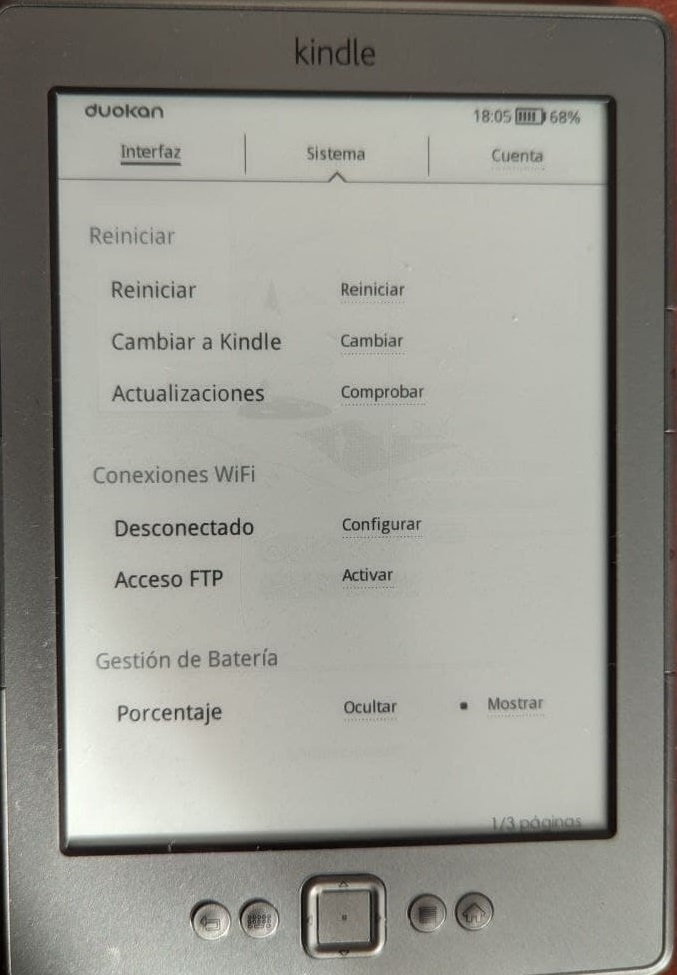 kindle
duokan 18:05 68%
Interfaz Sistema Cuenta
Reiniciar
Reiniciar Reiniciar
Cambiar a Kindle Cambiar
Actualizaciones Comprobar
Conexiones WiFi
Desconectado Configurar
Acceso FTP Activar
Gestión de Batería
Porcentaje Ocultar ▪ Mostrar
1/3 páginas